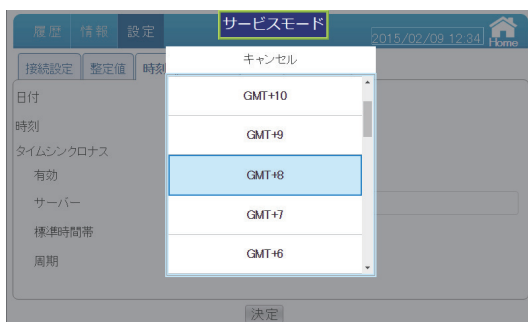 履歴 情報 設定
サービスモード
2015/02/09 12:34
Home
接続設定 整定値 時刻
キャンセル
日付
時刻
タイムシンクロナス
有効
サーバー
標準時間帯
周期
GMT+10
GMT+9
GMT+8
GMT+7
GMT+6
決定